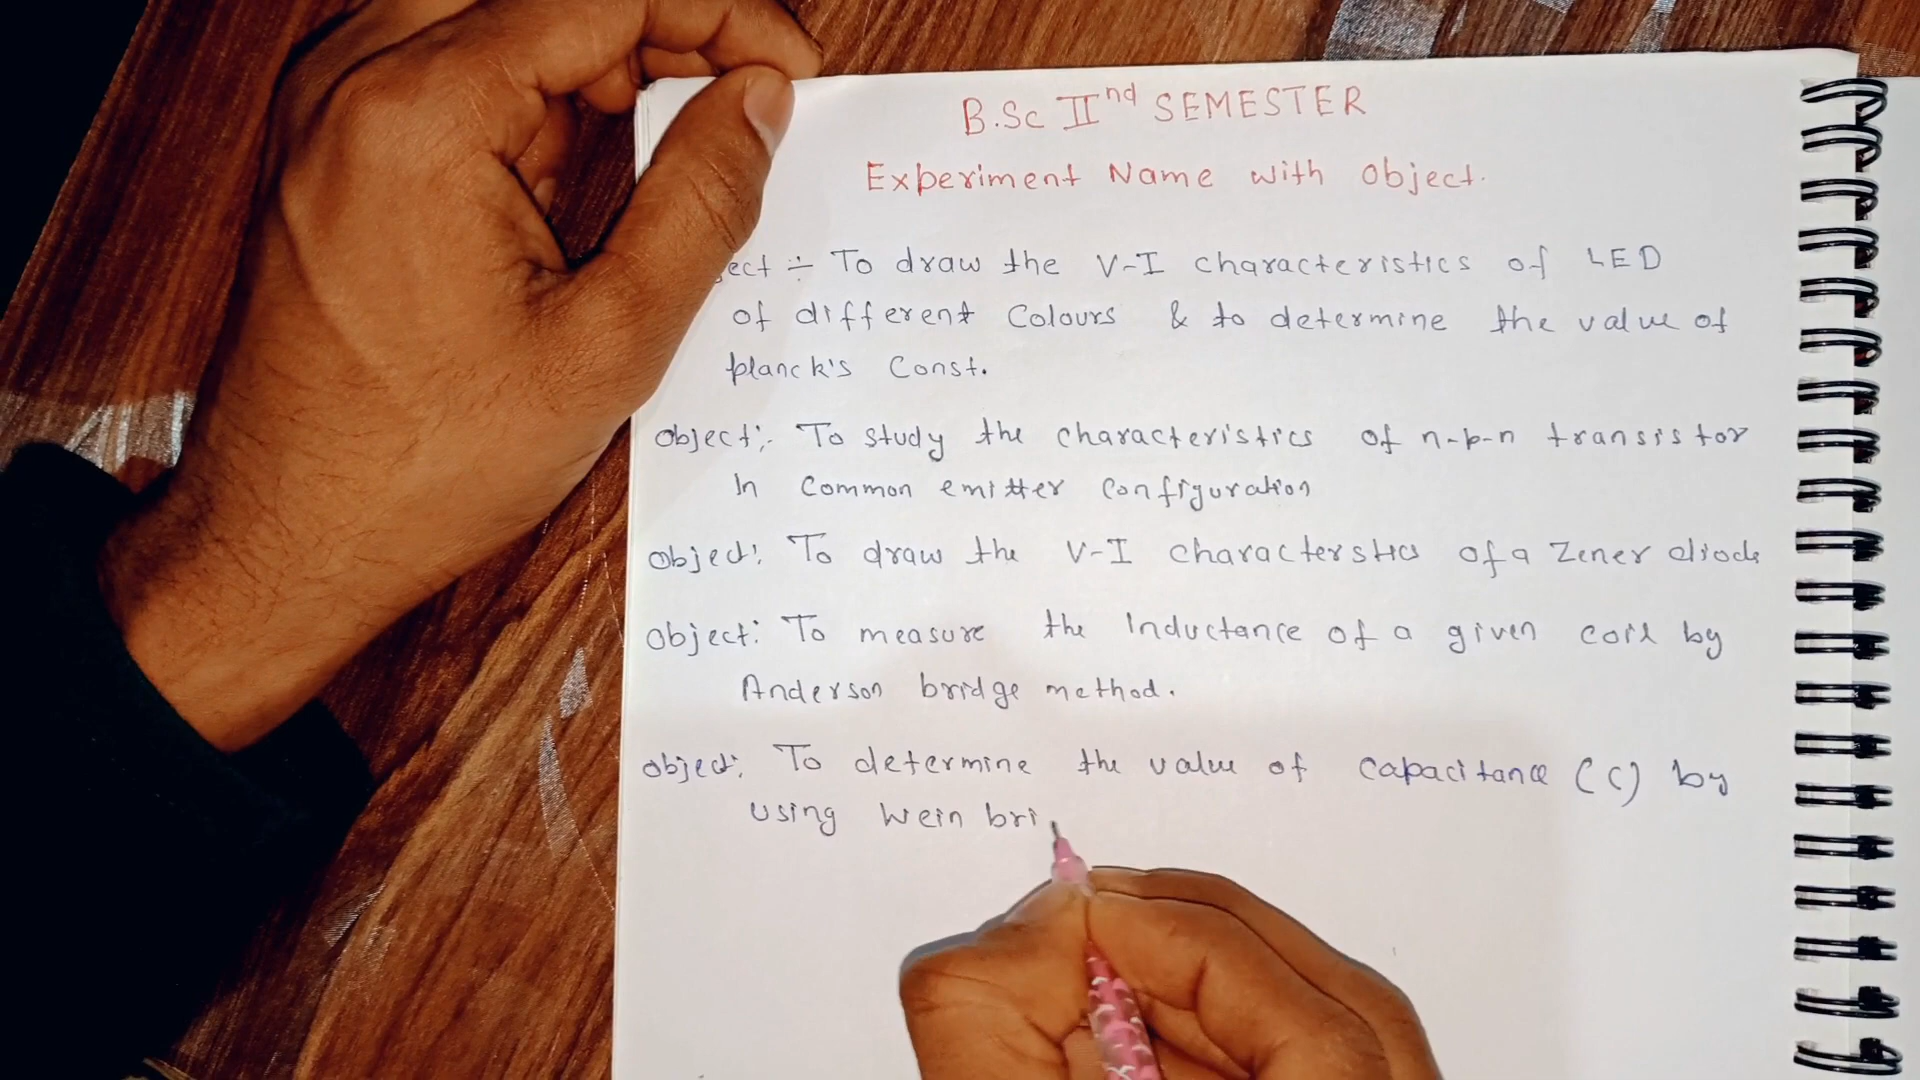 B.Sc IInd SEMESTER
Experiment Name with Object.
ject ÷ To draw the V-I characteristics of LED
of different Colours & to determine the value of
planck's Const.
Object:- To study the characteristics of n-p-n transistor
In Common emitter Configuration
Object: To draw the V-I characterstics of a Zener diode
Object: To measure the Inductance of a given coil by
Anderson bridge method.
Object: To determine the value of Capacitance (C) by
using Wein bri